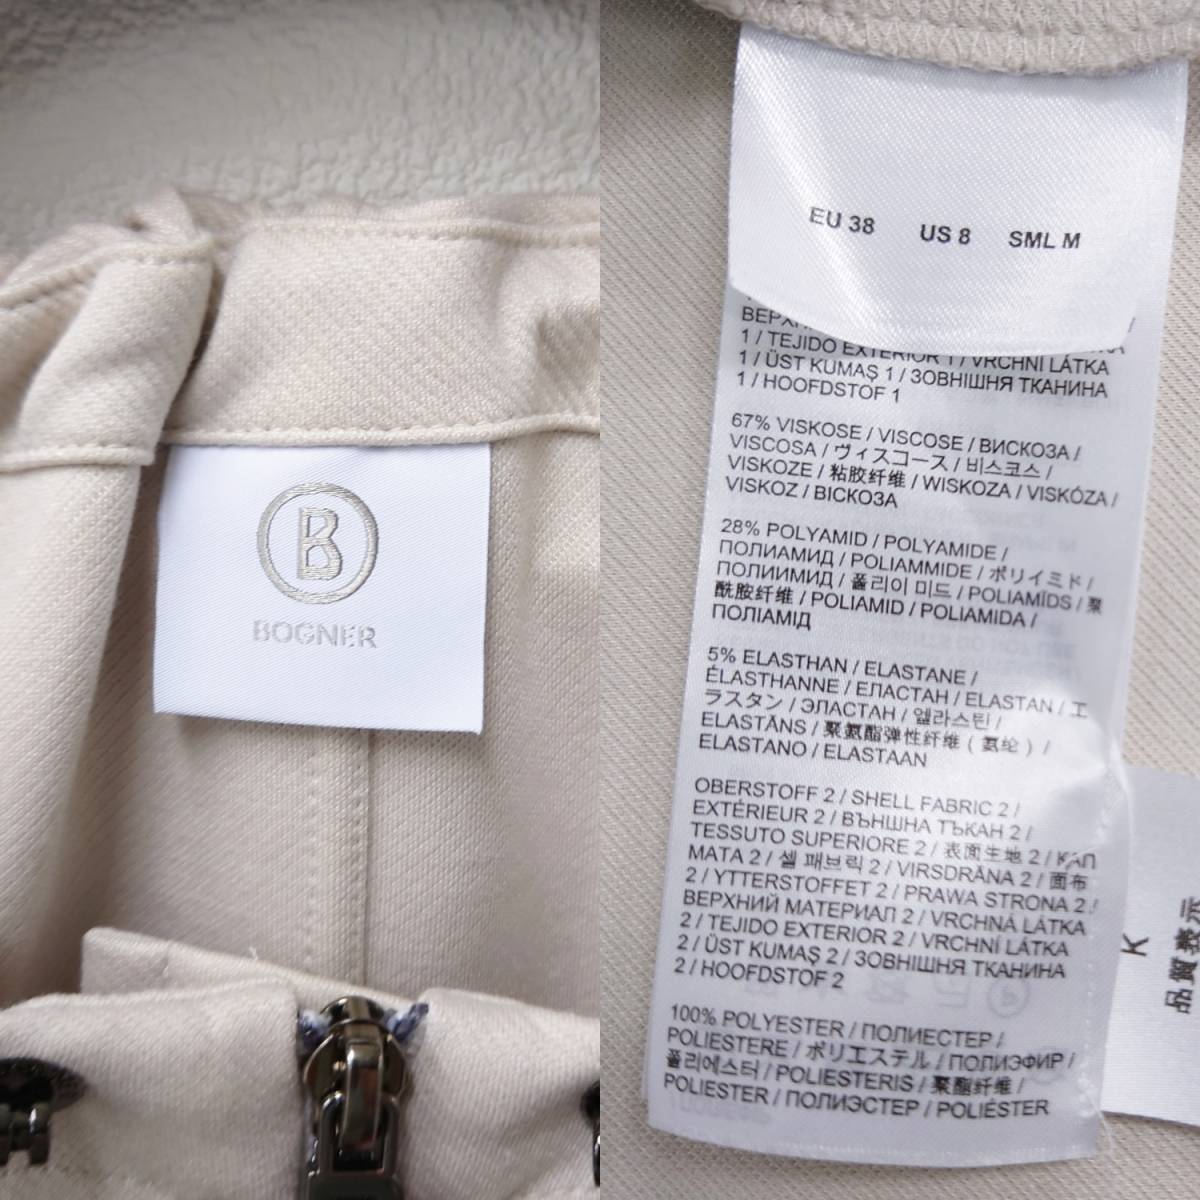 B
BOGNER
EU 38 US 8 SML M
1 / TEJIDO EXTERIOR 1 / VRCHNÍ LÁTKA
1 / ÜST KUMAŞ 1 / ЗОВНІШНЯ ТКАНИНА
1 / HOOFDSTOF 1
67% VISKOSE / VISCOSE / ВИСКОЗА /
VISCOSA / ヴィスコース / 비스코스 /
VISKOZE / 粘胶纤维 / WISKOZA / VISKÓZA /
VISKOZ / ВІСКОЗА
28% POLYAMID / POLYAMIDE /
ПОЛИАМИД / POLIAMMIDE / ポリイミド /
ПОЛИИМИД / 폴리이 미드 / POLIAMĪDS / 聚
酰胺纤维 / POLIAMID / POLIAMIDA /
ПОЛІАМІД
5% ELASTHAN / ELASTANE /
ÉLASTHANNE / ЕЛАСТАН / ELASTAN / エ
ラスタン / ЭЛАСТАН / 엘라스틴 /
ELASTĀNS / 聚氨酯弹性纤维 ( 氨纶 ) /
ELASTANO / ELASTAAN
OBERSTOFF 2 / SHELL FABRIC 2 /
EXTÉRIEUR 2 / ВЪНШНА ТЪКАН 2 /
TESSUTO SUPERIORE 2 / 表面生地 2 / КАП
МАТА 2 / 셸 패브릭 2 / VIRSDRĀNA 2 / 面布
2 / YTTERSTOFFET 2 / PRAWA STRONA 2 /
ВЕРХНИЙ МАТЕРИАЛ 2 / VRCHNÁ LÁTKA
2 / TEJIDO EXTERIOR 2 / VRCHNÍ LÁTKA
2 / ÜST KUMAŞ 2 / ЗОВНІШНЯ ТКАНИНА
2 / HOOFDSTOF 2
100% POLYESTER / ПОЛИЕСТЕР /
POLIESTERE / ポリエステル / ПОЛИЭФИР /
폴리에스터 / POLIESTERIS / 聚酯纤维 /
POLIESTER / ПОЛИЭСТЕР / POLIÉSTER
K
品質表示